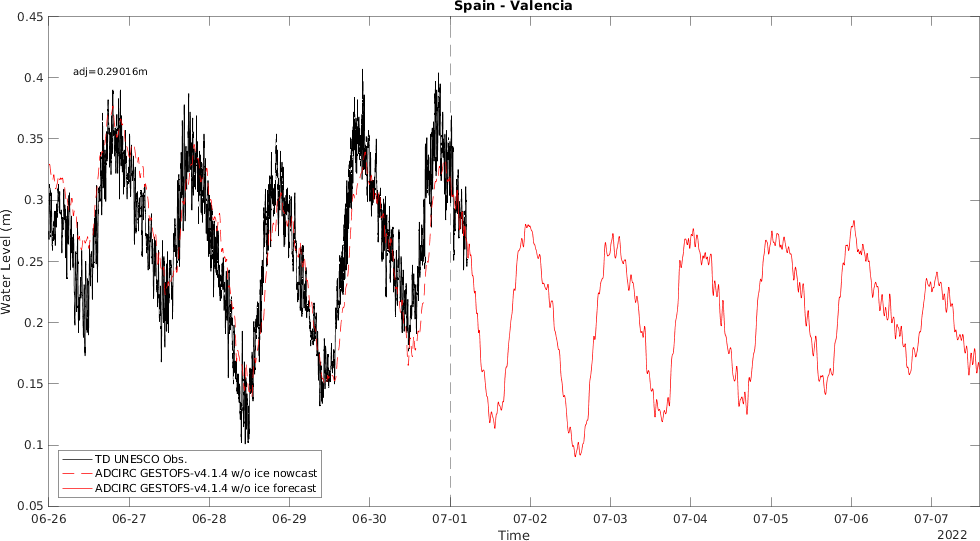 Spain - Valencia
adj=0.29016m
0.45
0.4
0.35
0.3
0.25
0.2
0.15
0.1
0.05
Water Level (m)
TD UNESCO Obs.
ADCIRC GESTOFS-v4.1.4 w/o ice nowcast
ADCIRC GESTOFS-v4.1.4 w/o ice forecast
06-26 06-27 06-28 06-29 06-30 07-01 07-02 07-03 07-04 07-05 07-06 07-07
Time
2022